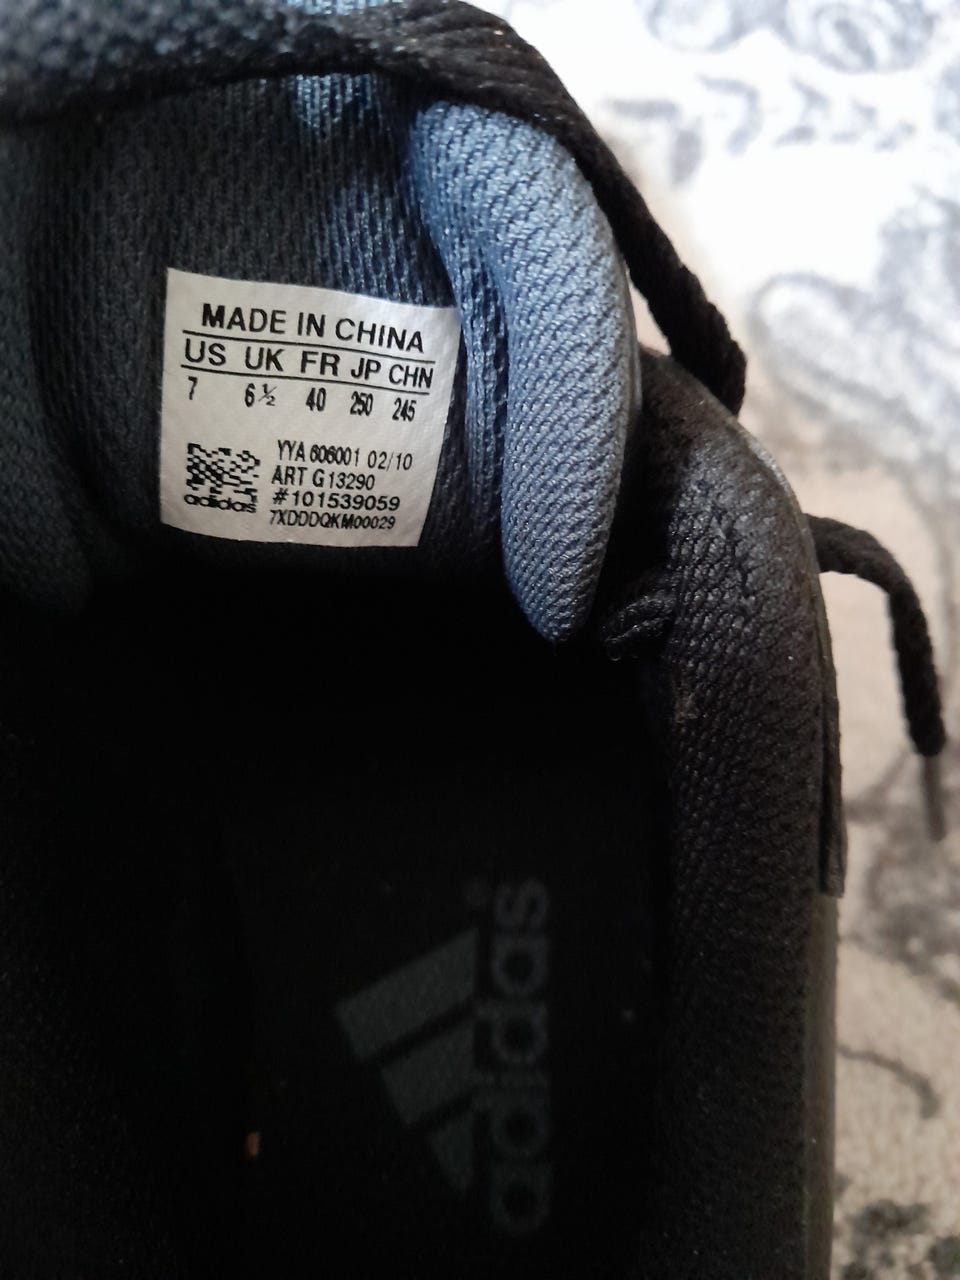 MADE IN CHINA
US UK FR JP CHN
7 6½ 40 250 245
YYA 606001 02/10
ART G13290
#101539059
7XDDDQKM00029
adidas
adidas